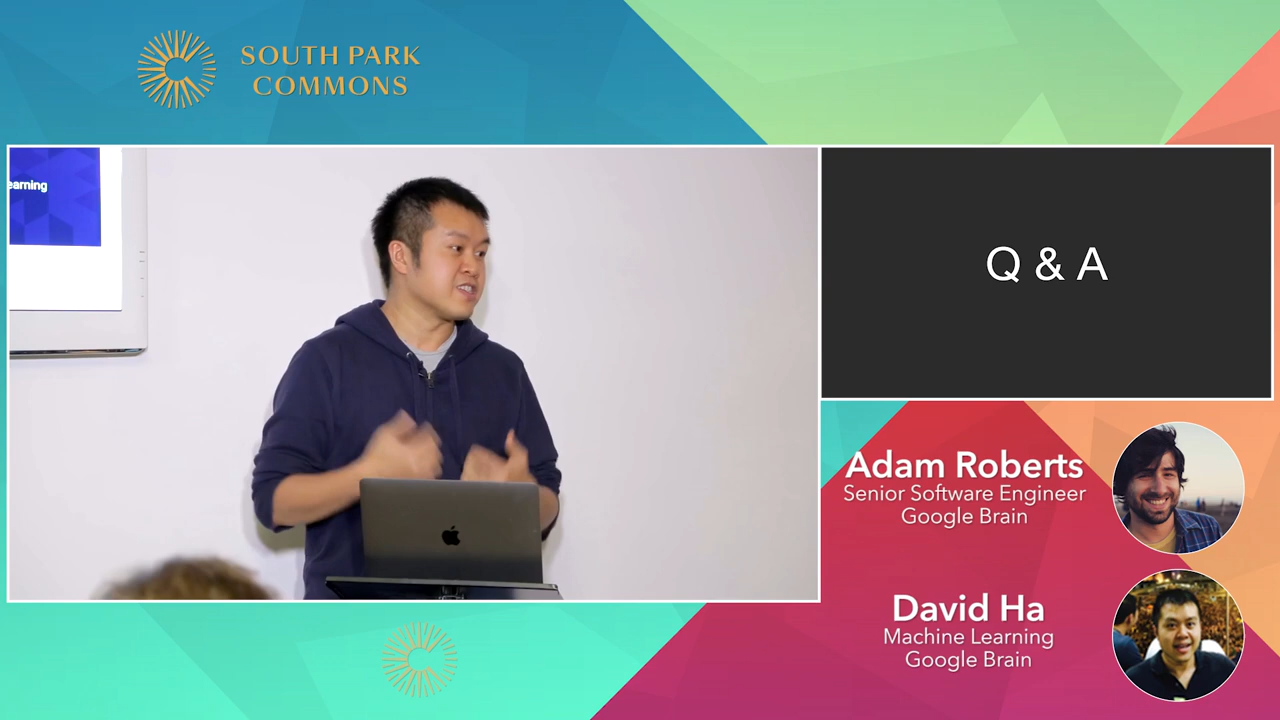 SOUTH PARK
COMMONS
earning
Q & A
Adam Roberts
Senior Software Engineer
Google Brain
David Ha
Machine Learning
Google Brain